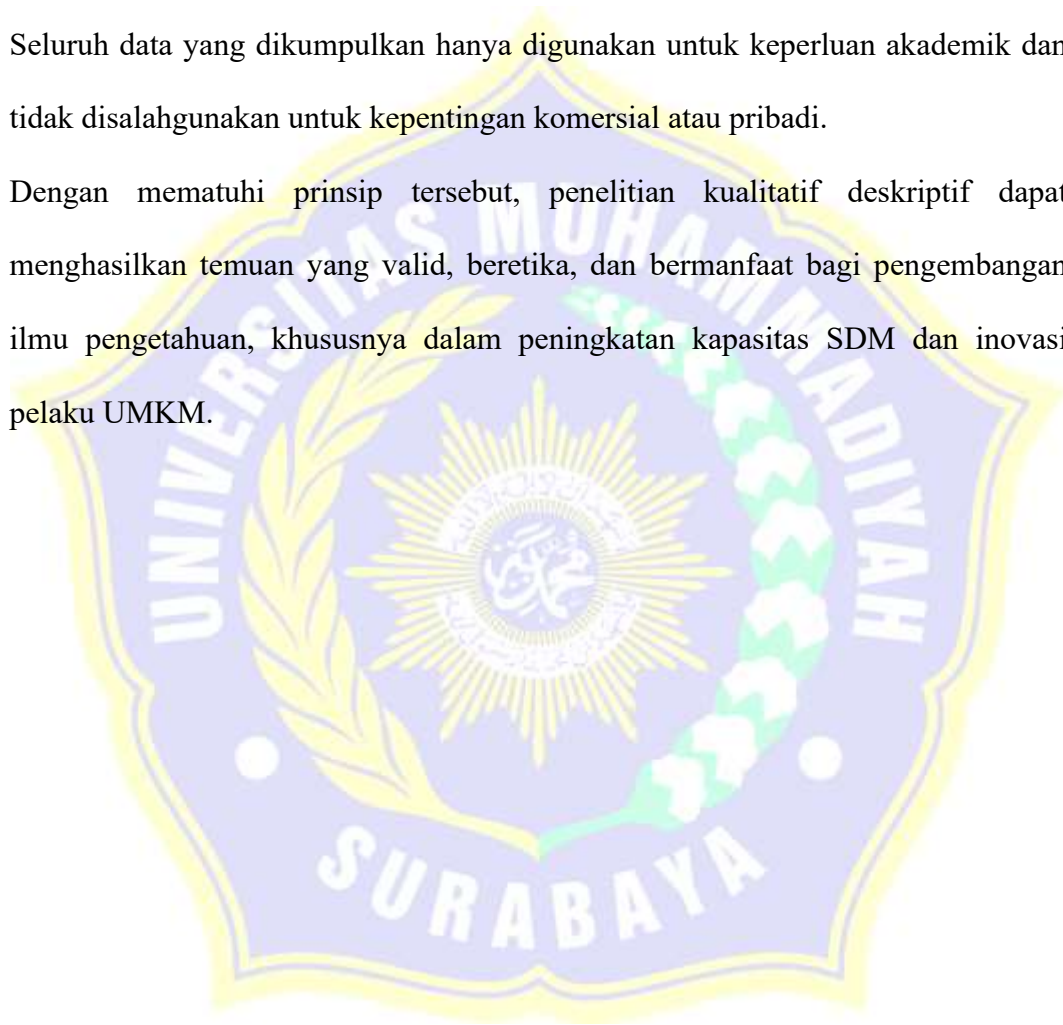 Seluruh data yang dikumpulkan hanya digunakan untuk keperluan akademik dan
tidak disalahgunakan untuk kepentingan komersial atau pribadi.
Dengan mematuhi prinsip tersebut, penelitian kualitatif deskriptif dapat
menghasilkan temuan yang valid, beretika, dan bermanfaat bagi pengembangan
ilmu pengetahuan, khususnya dalam peningkatan kapasitas SDM dan inovasi
pelaku UMKM.
UNIVERSITAS MUHAMMADIYAH
SURABAYA